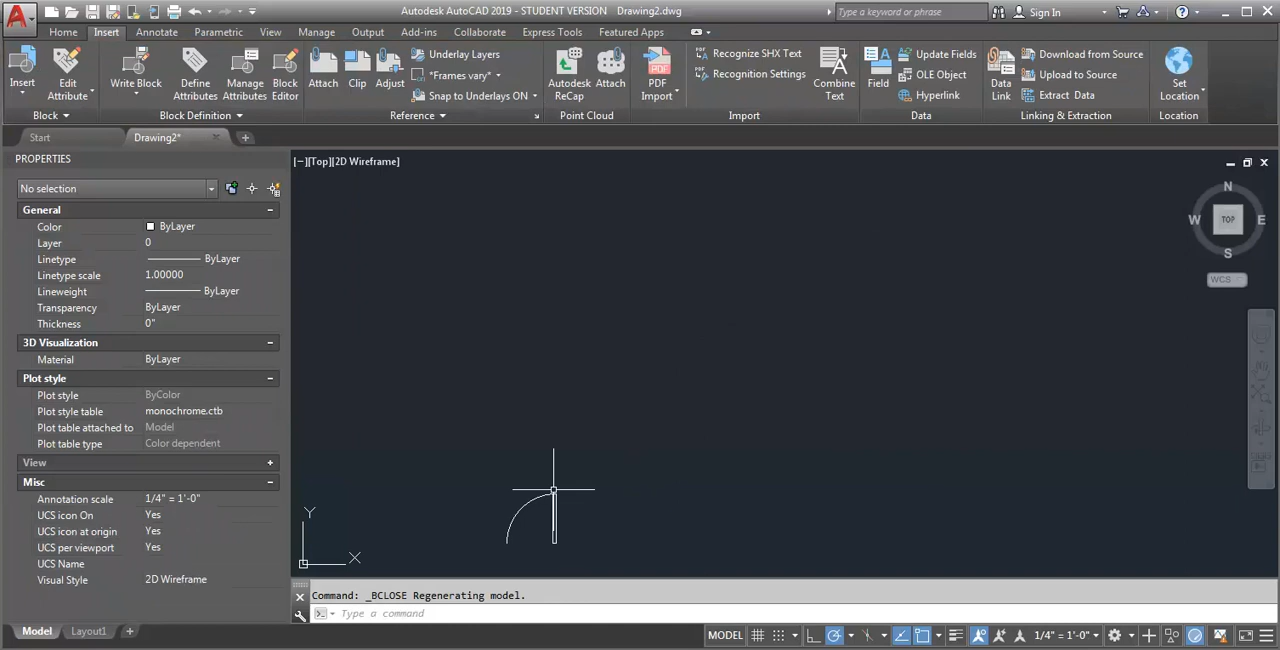 Autodesk AutoCAD 2019 - STUDENT VERSION Drawing2.dwg
Type a keyword or phrase
Sign In
Home Insert Annotate Parametric View Manage Output Add-ins Collaborate Express Tools Featured Apps
Insert
Edit
Attribute
Block
Write Block
Define
Attributes
Manage
Attributes
Block
Editor
Block Definition
Attach
Clip
Adjust
Underlay Layers
*Frames vary*
Snap to Underlays ON
Reference
Autodesk
ReCap
Attach
Point Cloud
PDF
Import
Recognize SHX Text
Recognition Settings
Combine
Text
Import
Field
Update Fields
OLE Object
Hyperlink
Data
Data
Link
Download from Source
Upload to Source
Extract Data
Linking & Extraction
Set
Location
Location
Start
Drawing2*
PROPERTIES
No selection
General
Color ByLayer
Layer 0
Linetype ByLayer
Linetype scale 1.00000
Lineweight ByLayer
Transparency ByLayer
Thickness 0"
3D Visualization
Material ByLayer
Plot style
Plot style ByColor
Plot style table monochrome.ctb
Plot table attached to Model
Plot table type Color dependent
View
Misc
Annotation scale 1/4" = 1'-0"
UCS icon On Yes
UCS icon at origin Yes
UCS per viewport Yes
UCS Name
Visual Style 2D Wireframe
[−][Top][2D Wireframe]
N
W TOP E
S
WCS
Y
X
Command: _BCLOSE Regenerating model.
Type a command
Model Layout1
MODEL
1/4" = 1'-0"